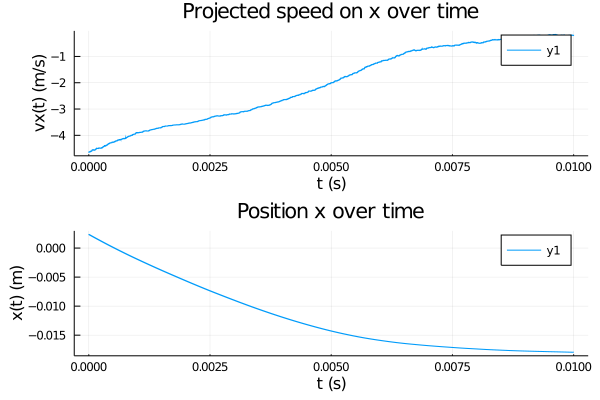 Projected speed on x over time
vx(t) (m/s)
−1
−2
−3
−4
y1
0.0000 0.0025 0.0050 0.0075 0.0100
t (s)
Position x over time
x(t) (m)
0.000
−0.005
−0.010
−0.015
y1
0.0000 0.0025 0.0050 0.0075 0.0100
t (s)